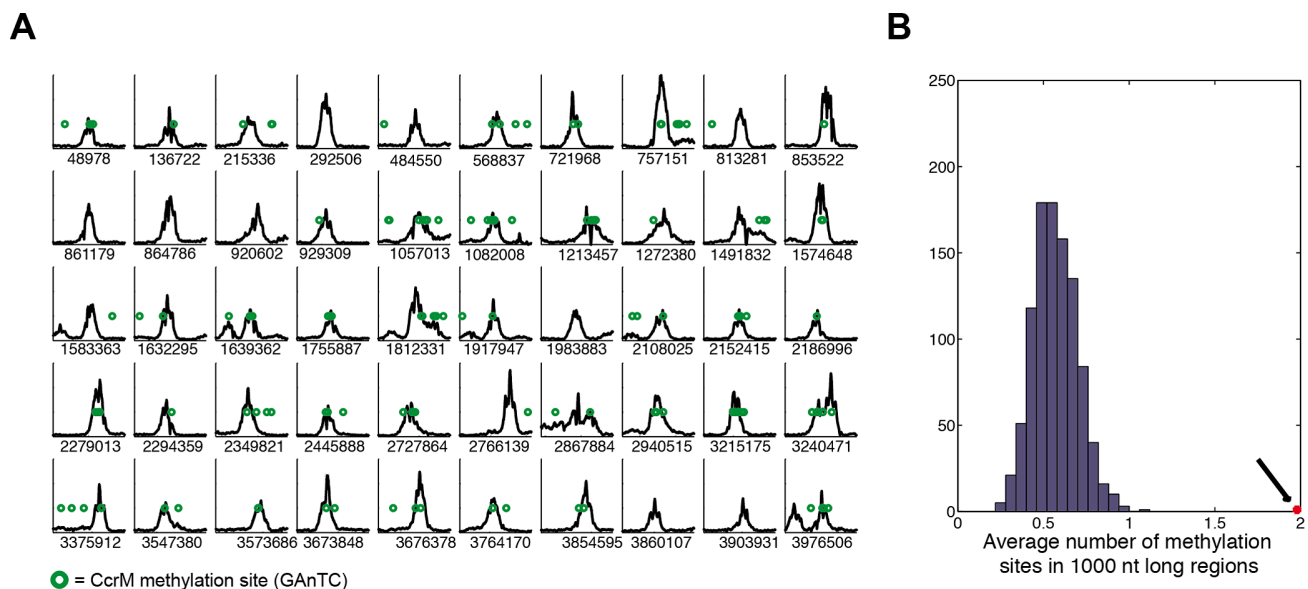 A
B
48978 136722 2153336 292506 484550 568837 721968 757151 813281 853522
861179 864786 920602 929309 1057013 1082008 1213457 1272380 1491832 1574648
1583363 1632295 1639362 1755887 1812331 1917947 1983883 2108025 2152415 2186996
2279013 2294359 2349821 2445888 2727864 2766139 2867884 2940515 3215175 3240471
3375912 3547380 3573686 3673848 3676378 3764170 3854595 3860107 3903931 3976506
= CcrM methylation site (GAnTC)
250
200
150
100
50
0
0 0.5 1 1.5 2
Average number of methylation
sites in 1000 nt long regions